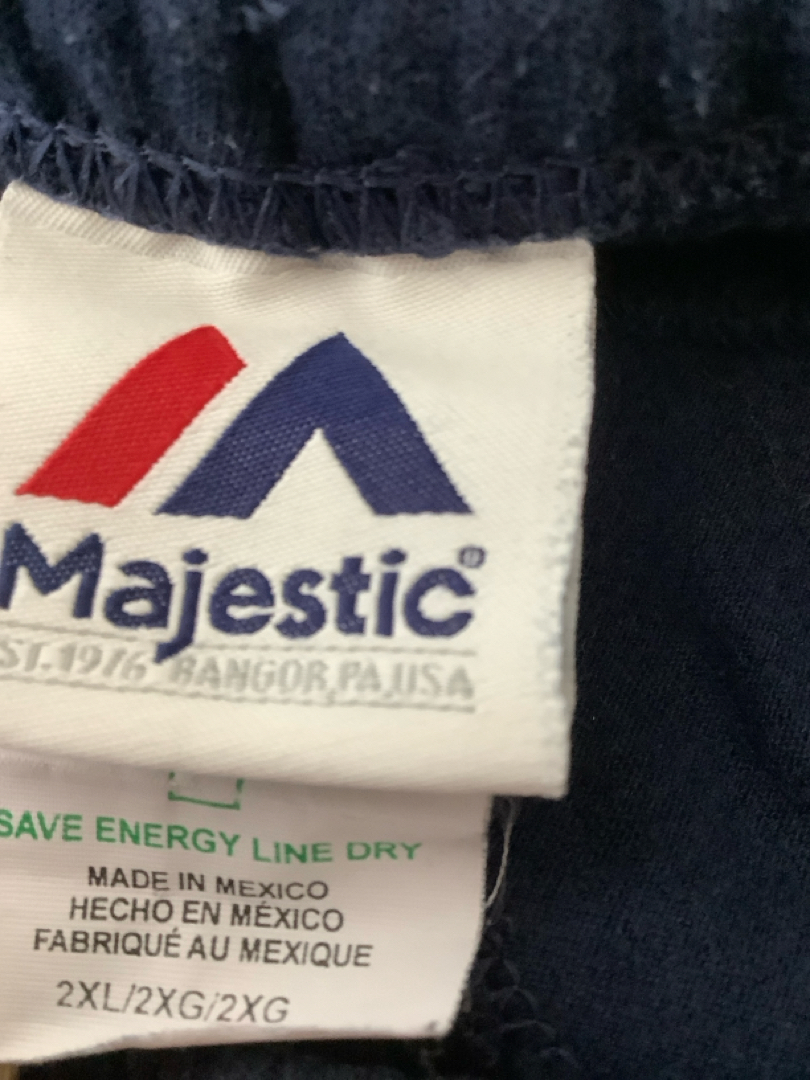 Majestic®
ST.1976 BANGOR,PA,USA
SAVE ENERGY LINE DRY
MADE IN MEXICO
HECHO EN MÉXICO
FABRIQUÉ AU MEXIQUE
2XL/2XG/2XG